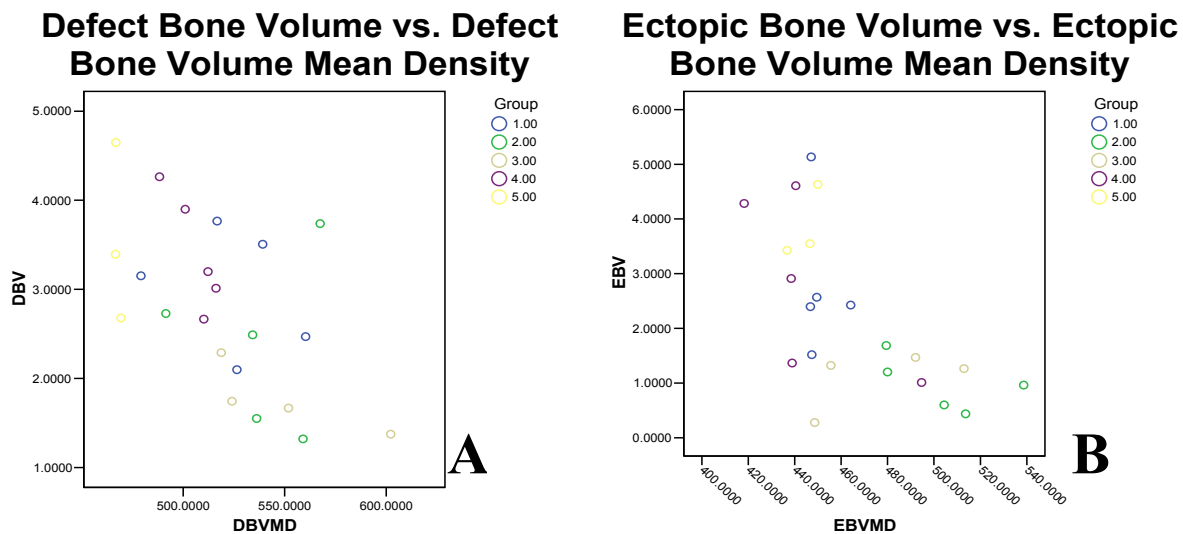 Defect Bone Volume vs. Defect
Bone Volume Mean Density
5.0000
4.0000
3.0000
2.0000
1.0000
DBV
500.0000
550.0000
600.0000
DBVMD
Group
1.00
2.00
3.00
4.00
5.00
A
Ectopic Bone Volume vs. Ectopic
Bone Volume Mean Density
6.0000
5.0000
4.0000
3.0000
2.0000
1.0000
0.0000
EBV
400.0000
420.0000
440.0000
460.0000
480.0000
500.0000
520.0000
540.0000
EBVMD
Group
1.00
2.00
3.00
4.00
5.00
B